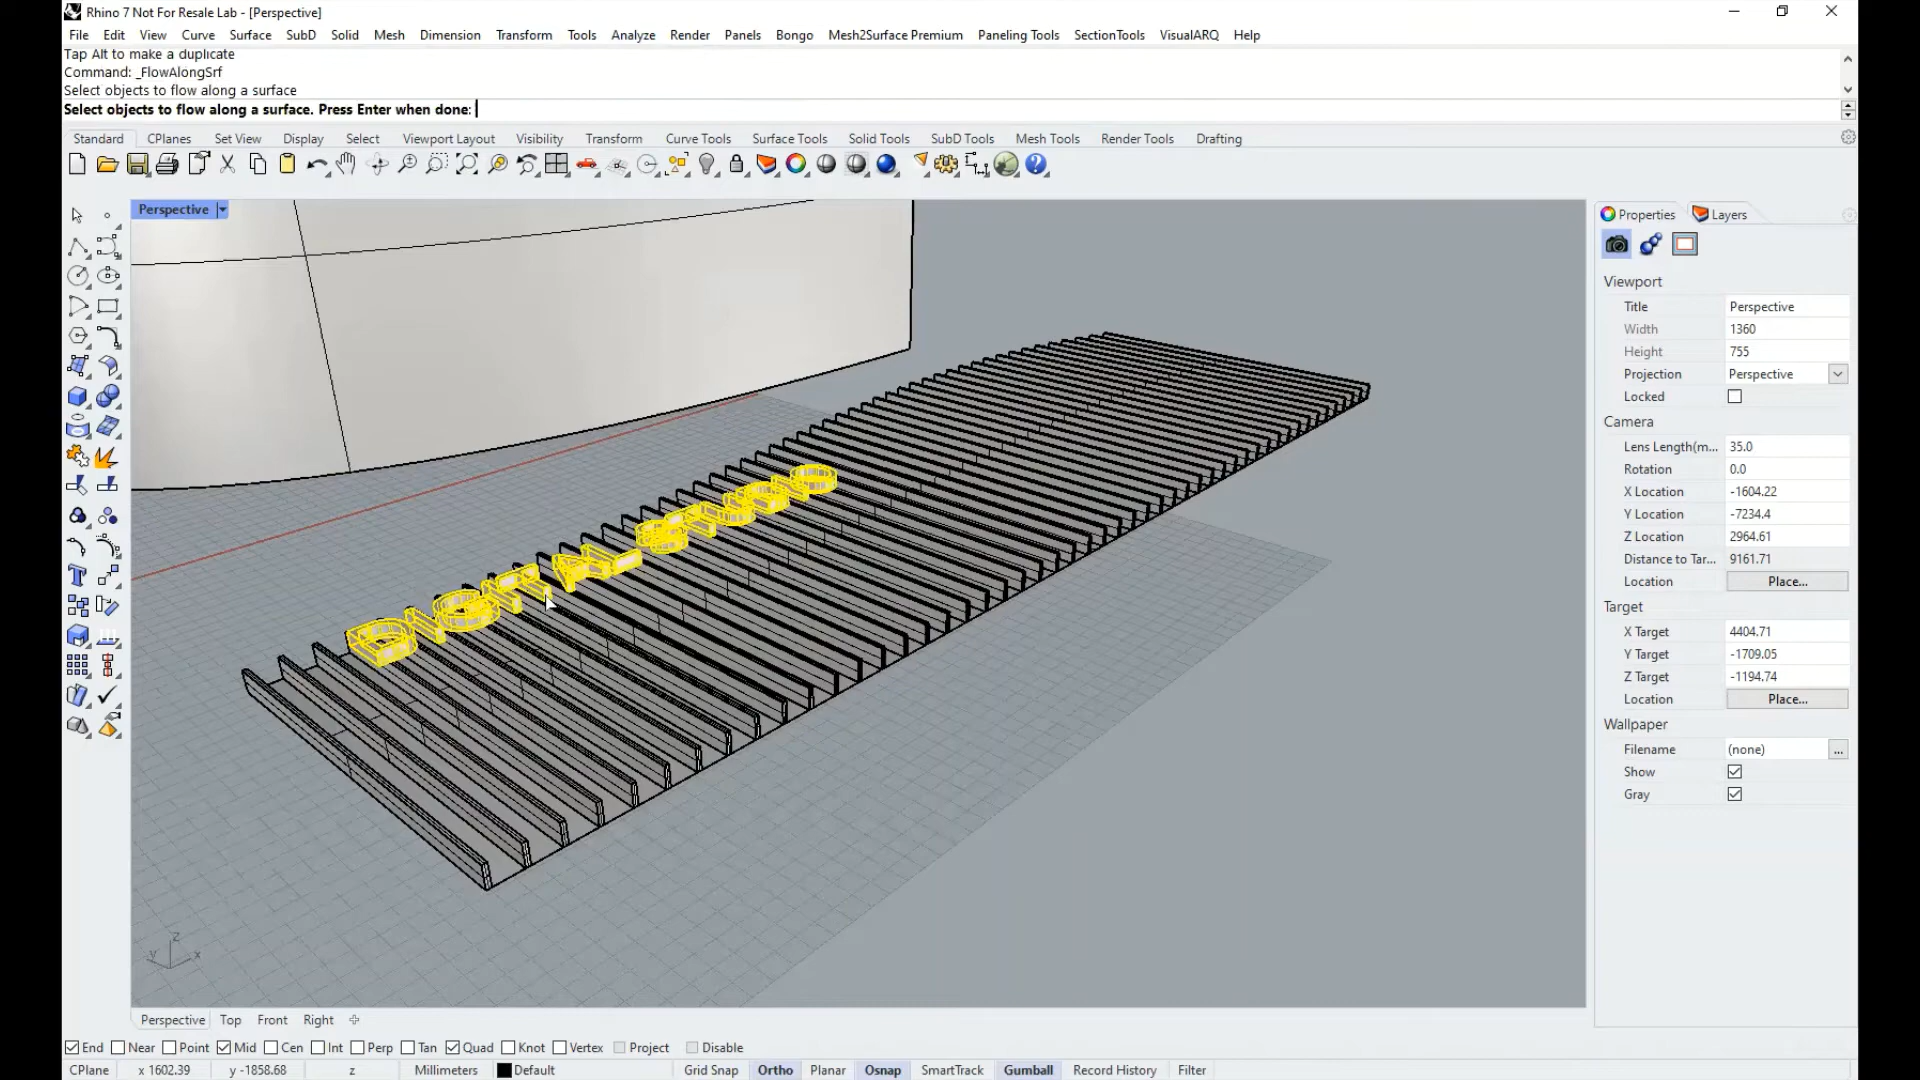 Rhino 7 Not For Resale Lab - [Perspective]
File Edit View Curve Surface SubD Solid Mesh Dimension Transform Tools Analyze Render Panels Bongo Mesh2Surface Premium Paneling Tools SectionTools VisualARQ Help
Tap Alt to make a duplicate
Command: _FlowAlongSrf
Select objects to flow along a surface
Select objects to flow along a surface. Press Enter when done:
Standard CPlanes Set View Display Select Viewport Layout Visibility Transform Curve Tools Surface Tools Solid Tools SubD Tools Mesh Tools Render Tools Drafting
Perspective
Properties Layers
Viewport
Title Perspective
Width 1360
Height 755
Projection Perspective
Locked
Camera
Lens Length(m... 35.0
Rotation 0.0
X Location -1604.22
Y Location -7234.4
Z Location 2964.61
Distance to Tar... 9161.71
Location Place...
Target
X Target 4404.71
Y Target -1709.05
Z Target -1194.74
Location Place...
Wallpaper
Filename (none) ...
Show
Gray
DIGITAL
z
y x
Perspective Top Front Right
End Near Point Mid Cen Int Perp Tan Quad Knot Vertex Project Disable
CPlane x 1602.39 y -1858.68 z Millimeters Default Grid Snap Ortho Planar Osnap SmartTrack Gumball Record History Filter